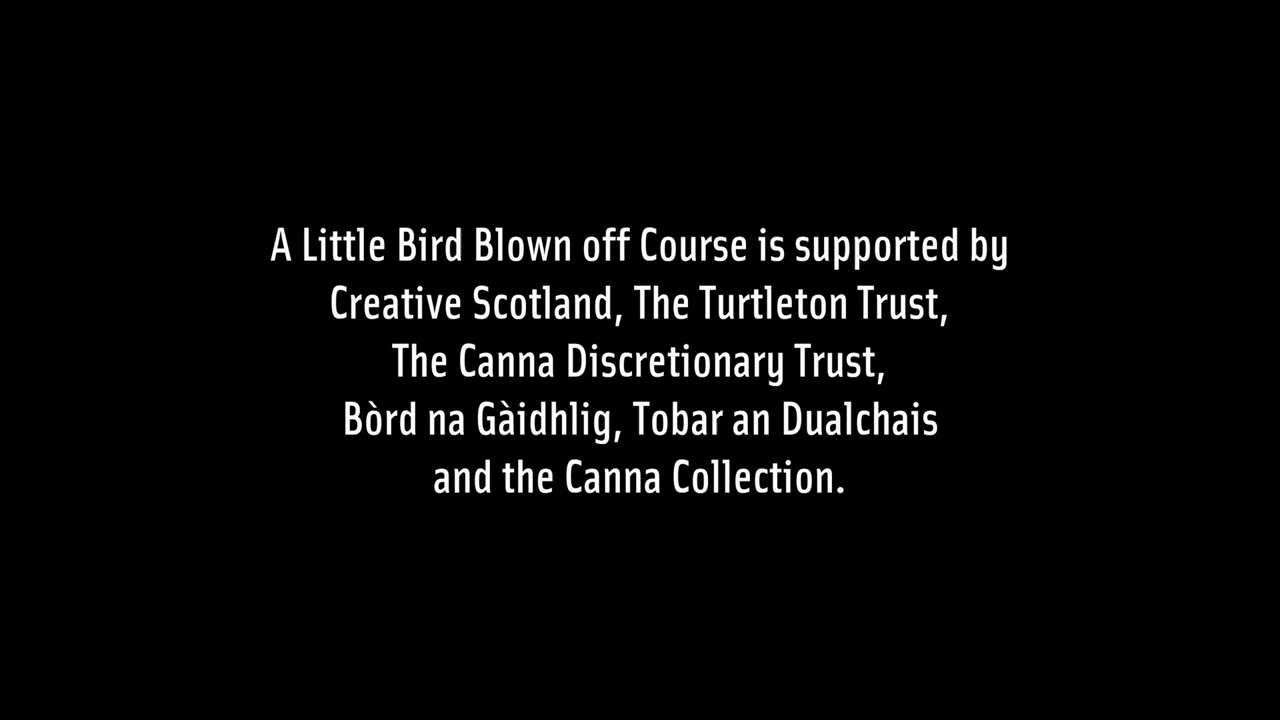 A Little Bird Blown off Course is supported by
Creative Scotland, The Turtleton Trust,
The Canna Discretionary Trust,
Bòrd na Gàidhlig, Tobar an Dualchais
and the Canna Collection.